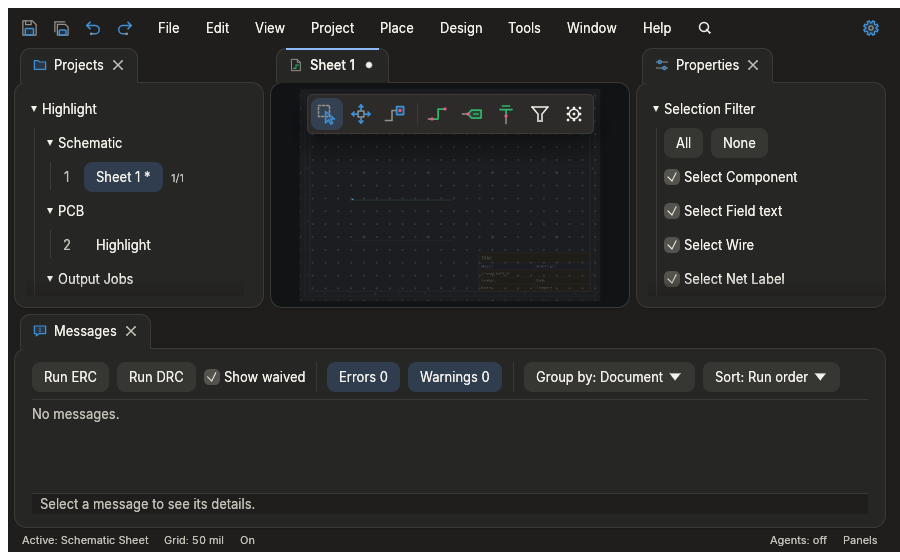 File Edit View Project Place Design Tools Window Help
Projects
Sheet 1
Properties
Highlight
Schematic
1 Sheet 1 * 1/1
PCB
2 Highlight
Output Jobs
Selection Filter
All None
Select Component
Select Field text
Select Wire
Select Net Label
Messages
Run ERC Run DRC Show waived Errors 0 Warnings 0 Group by: Document Sort: Run order
No messages.
Select a message to see its details.
Active: Schematic Sheet Grid: 50 mil On Agents: off Panels